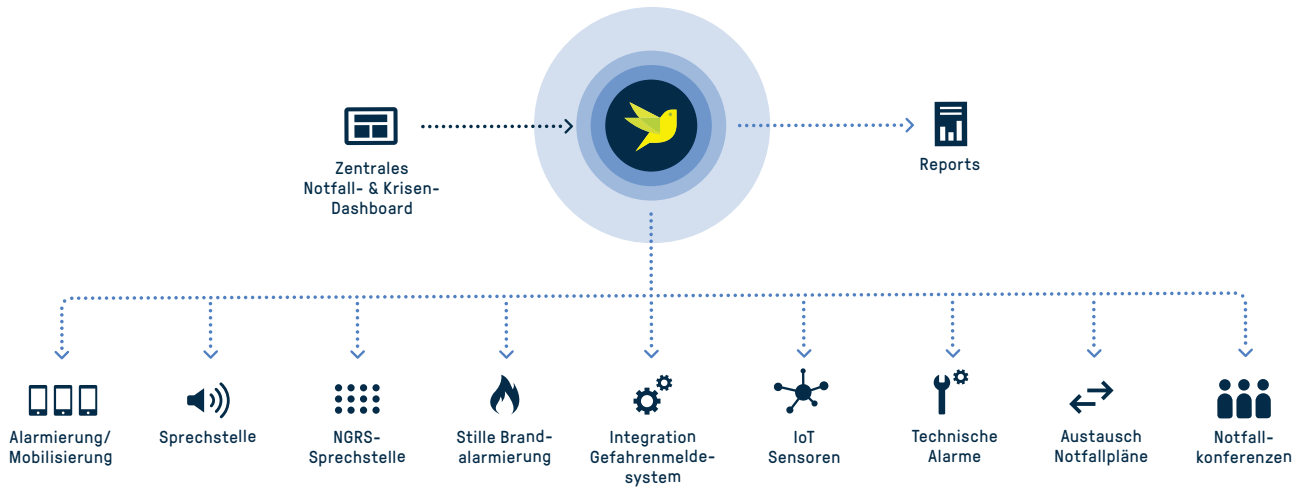 Zentrales
Notfall- & Krisen-
Dashboard
Reports
Alarmierung/
Mobilisierung
Sprechstelle
NGRS-
Sprechstelle
Stille Brand-
alarmierung
Integration
Gefahrenmelde-
system
IoT
Sensoren
Technische
Alarme
Austausch
Notfallpläne
Notfall-
konferenzen